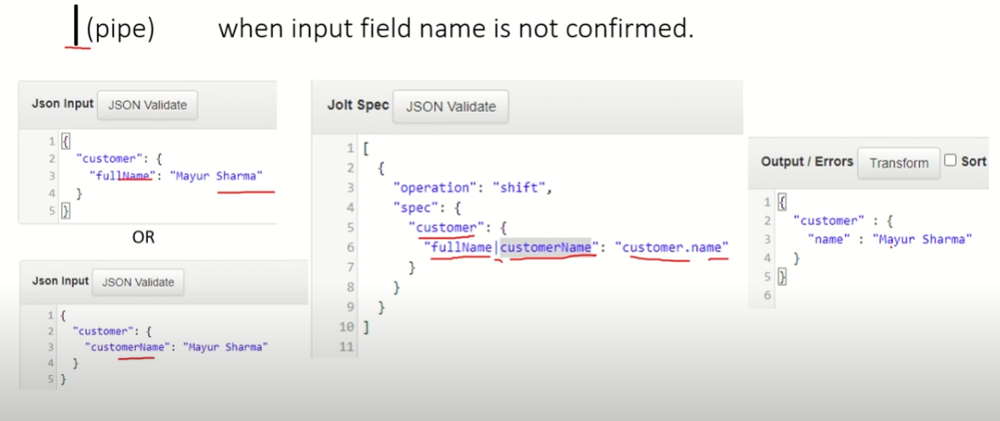 | (pipe) when input field name is not confirmed.
Json Input JSON Validate
1 {
2 "customer": {
3 "fullName": "Mayur Sharma"
4 }
5 }
OR
Json Input JSON Validate
1 {
2 "customer": {
3 "customerName": "Mayur Sharma"
4 }
5 }
Jolt Spec JSON Validate
1 [
2 {
3 "operation": "shift",
4 "spec": {
5 "customer": {
6 "fullName|customerName": "customer.name"
7 }
8 }
9 }
10 ]
11
Output / Errors Transform Sort
1 {
2 "customer" : {
3 "name" : "Mayur Sharma"
4 }
5 }
6